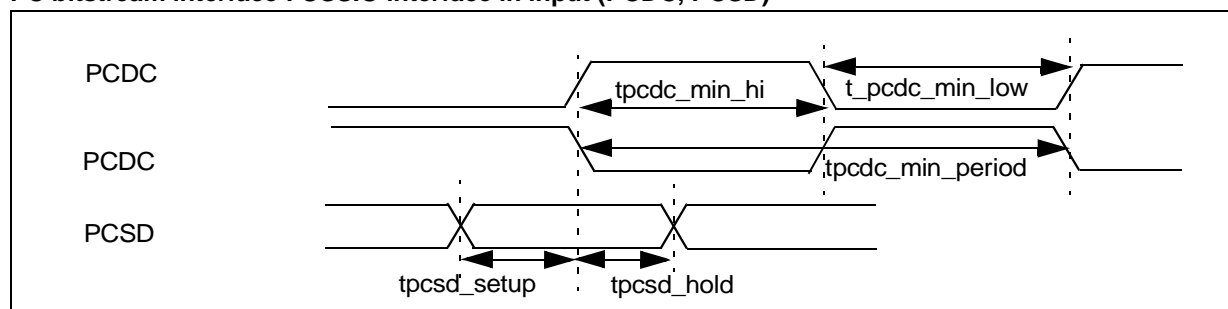 PCDC
tpcdc_min_hi
t_pcdc_min_low
PCDC
tpcdc_min_period
PCSD
tpcsd_setup
tpcsd_hold